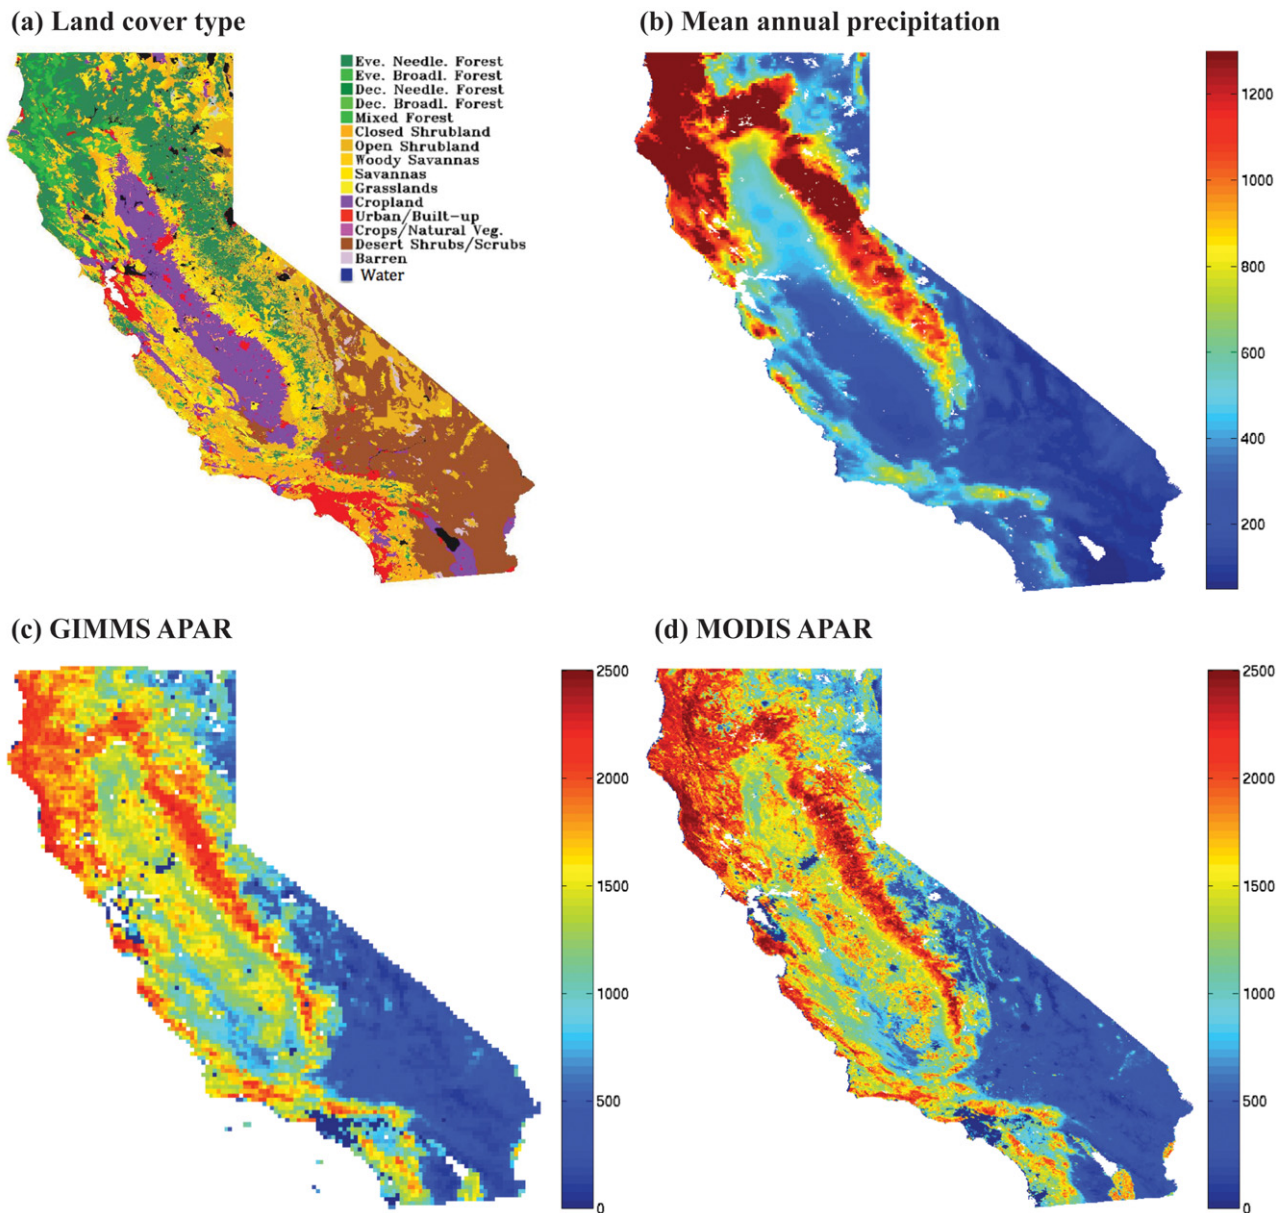 (a) Land cover type
Eve. Needle. Forest
Eve. Broadl. Forest
Dec. Needle. Forest
Dec. Broadl. Forest
Mixed Forest
Closed Shrubland
Open Shrubland
Woody Savannas
Savannas
Grasslands
Cropland
Urban/Built-up
Crops/Natural Veg.
Desert Shrubs/Scrubs
Barren
Water
(b) Mean annual precipitation
1200
1000
800
600
400
200
(c) GIMMS APAR
2500
2000
1500
1000
500
0
(d) MODIS APAR
2500
2000
1500
1000
500
0